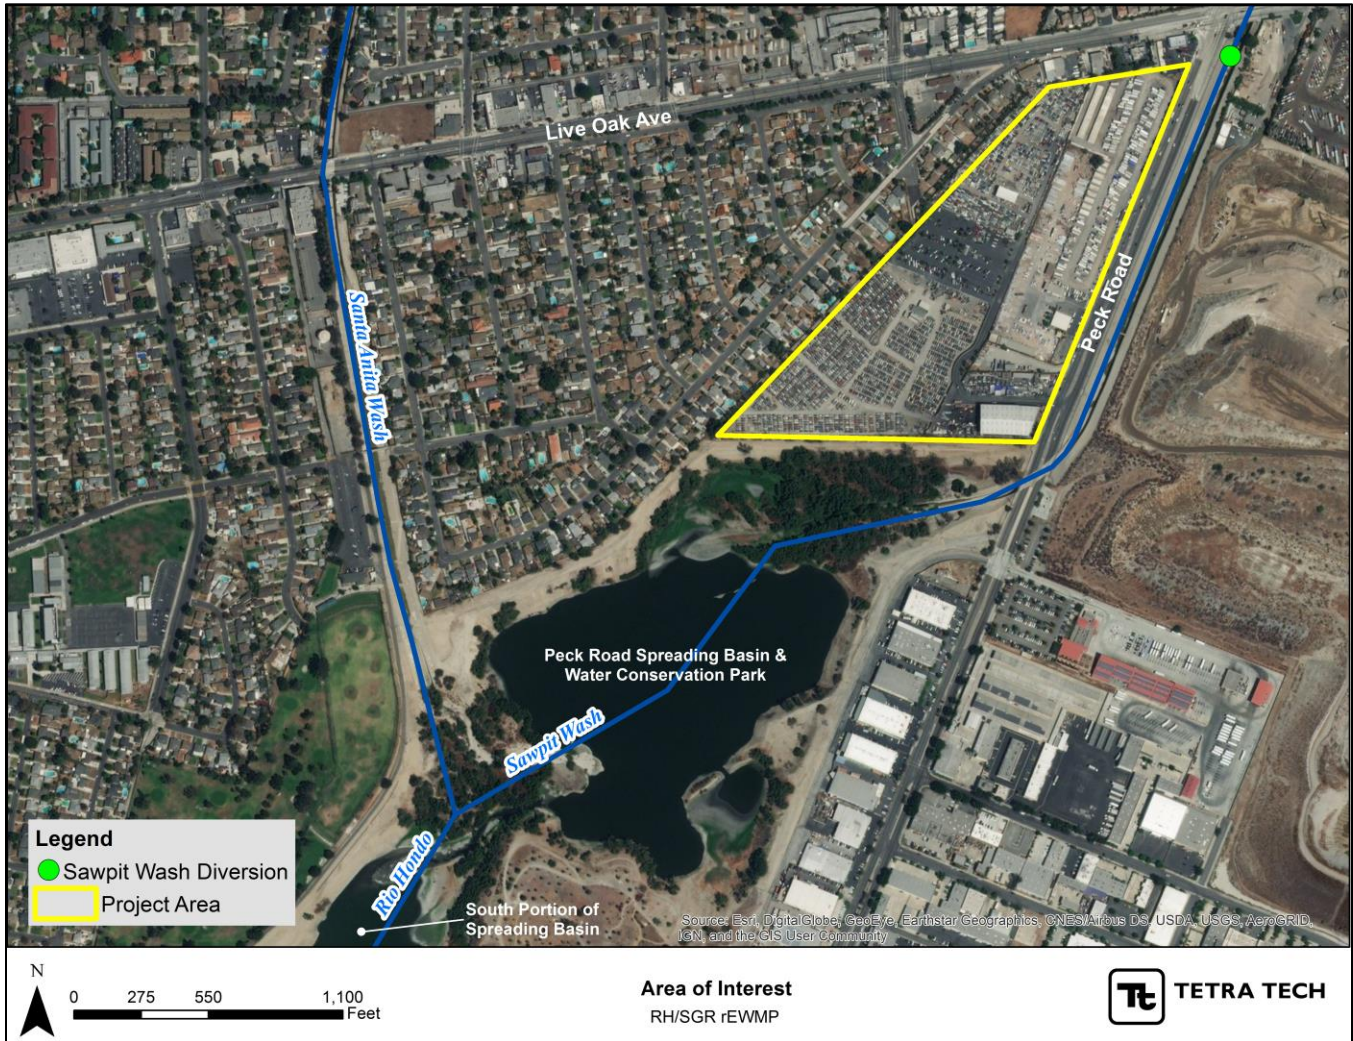 Live Oak Ave
Peck Road
Santa Anita Wash
Peck Road Spreading Basin &
Water Conservation Park
Sawpit Wash
Rio Hondo
South Portion of
Spreading Basin
Legend
Sawpit Wash Diversion
Project Area
Source: Esri, DigitalGlobe, GeoEye, Earthstar Geographics, CNES/Airbus DS, USDA, USGS, AeroGRID,
IGN, and the GIS User Community
N
0 275 550 1,100
Feet
Area of Interest
RH/SGR rEWMP
Tt TETRA TECH